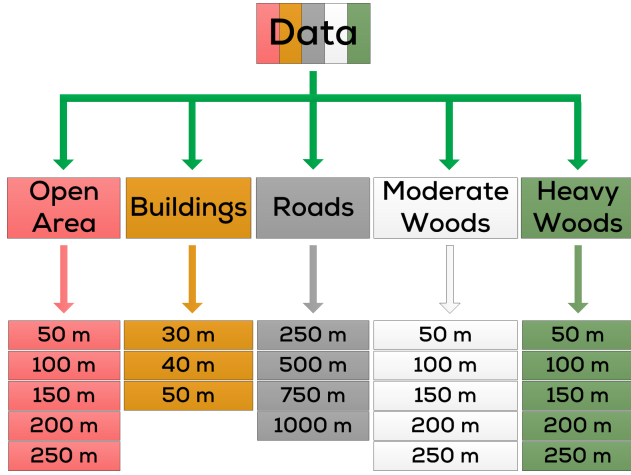 Data
Open
Area
Buildings
Roads
Moderate
Woods
Heavy
Woods
50 m
100 m
150 m
200 m
250 m
30 m
40 m
50 m
250 m
500 m
750 m
1000 m
50 m
100 m
150 m
200 m
250 m
50 m
100 m
150 m
200 m
250 m